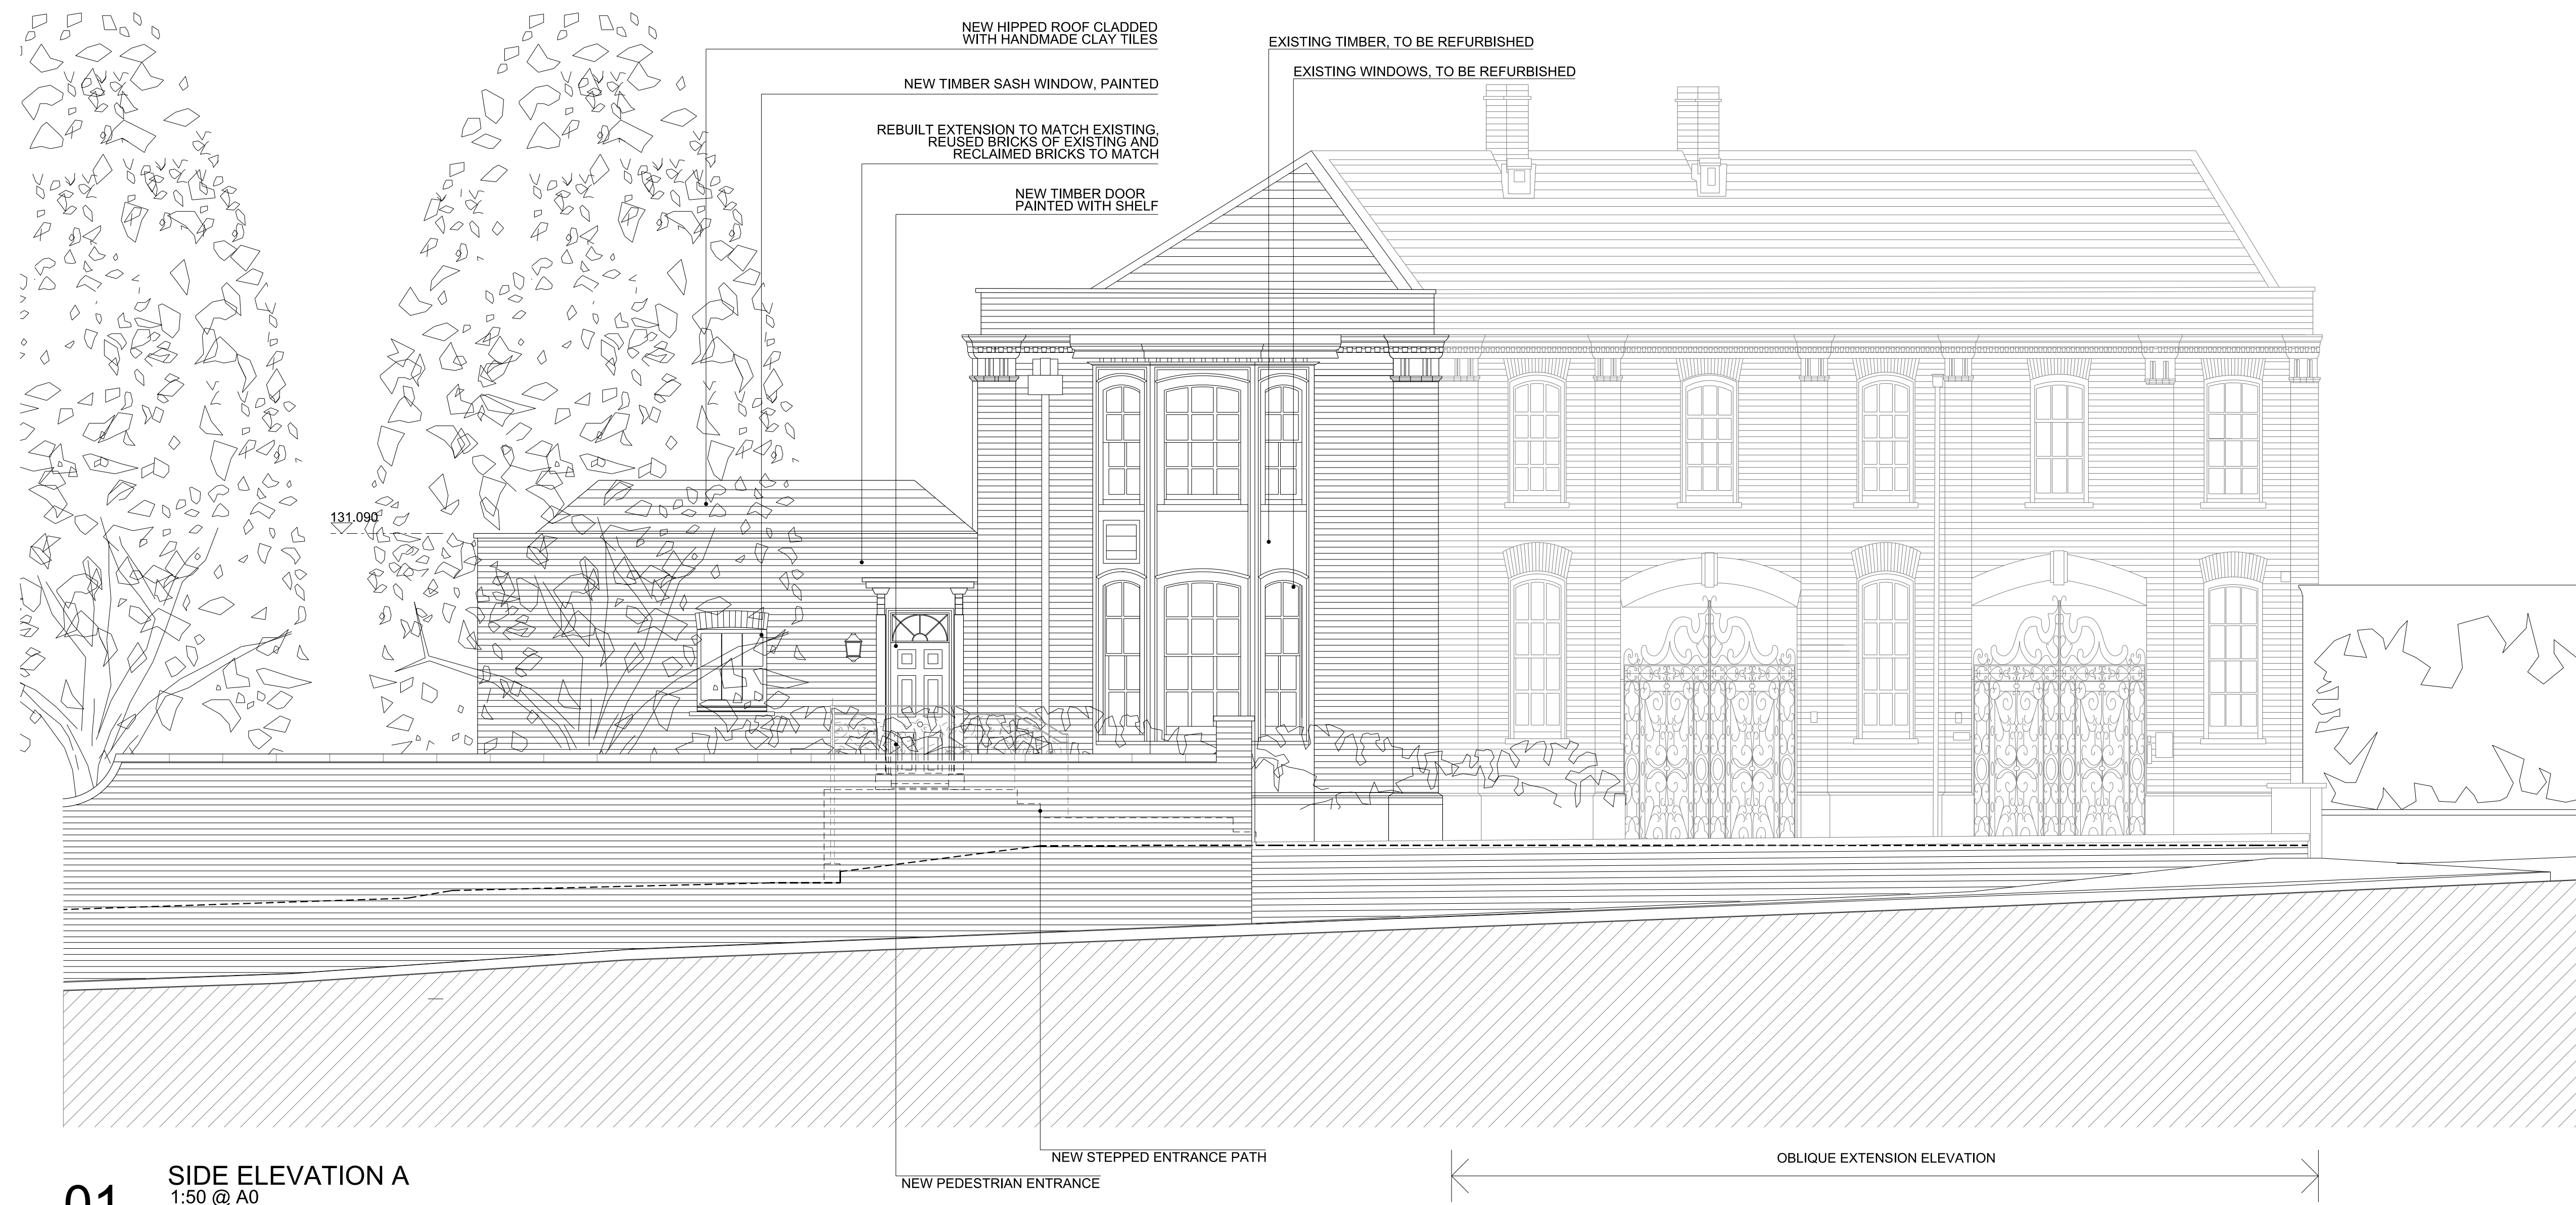 NEW HIPPED ROOF CLADDED
WITH HANDMADE CLAY TILES
NEW TIMBER SASH WINDOW, PAINTED
REBUILT EXTENSION TO MATCH EXISTING,
REUSED BRICKS OF EXISTING AND
RECLAIMED BRICKS TO MATCH
NEW TIMBER DOOR
PAINTED WITH SHELF
EXISTING TIMBER, TO BE REFURBISHED
EXISTING WINDOWS, TO BE REFURBISHED
131.090
NEW STEPPED ENTRANCE PATH
NEW PEDESTRIAN ENTRANCE
OBLIQUE EXTENSION ELEVATION
01
SIDE ELEVATION A
1:50 @ A0